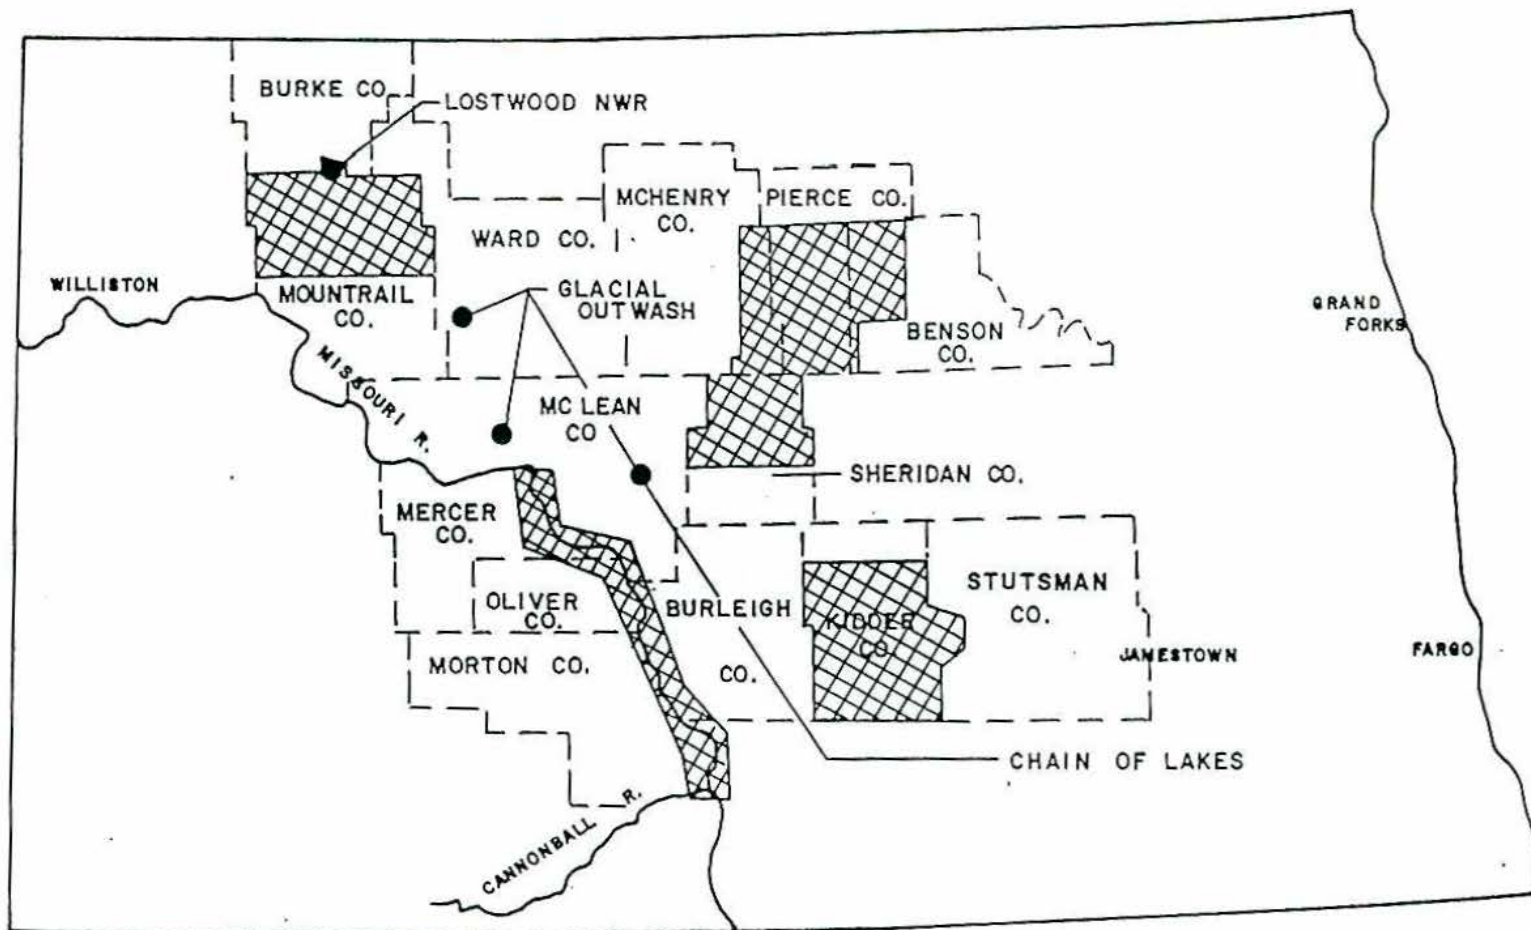 BURKE CO.
LOSTWOOD NWR
MCHENRY
CO.
PIERCE CO.
WARD CO.
WILLISTON
MOUNTRAIL
CO.
GLACIAL
OUTWASH
BENSON
CO.
GRAND
FORKS
MISSOURI R.
MC LEAN
CO
SHERIDAN CO.
MERCER
CO.
OLIVER
CO.
BURLEIGH
CO.
KIDDER
CO.
STUTSMAN
CO.
JAMESTOWN
FARGO
MORTON CO.
CHAIN OF LAKES
CANNONBALL R.